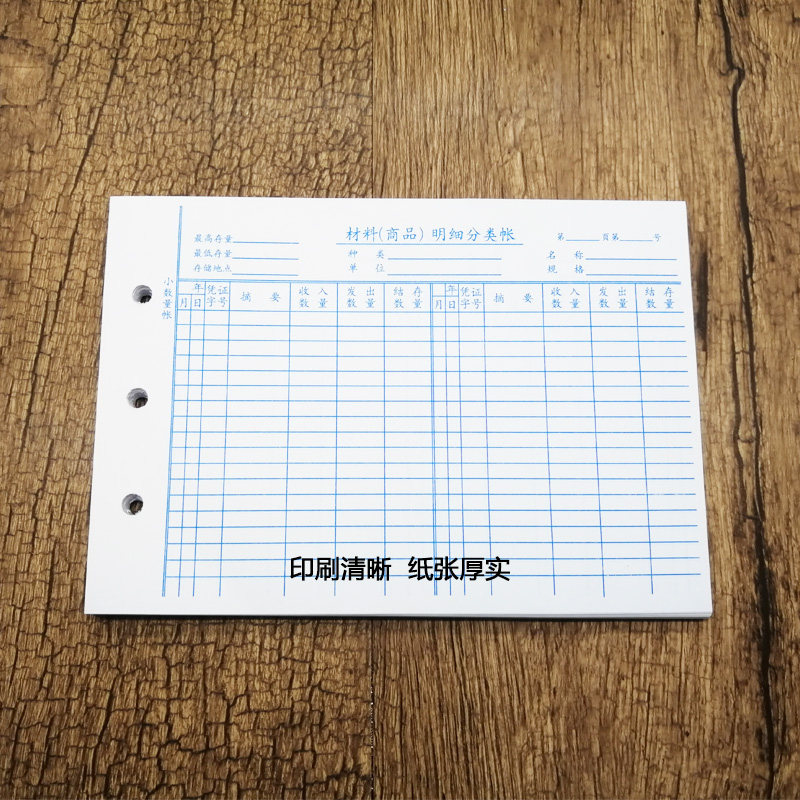 材料(商品)明细分类帐
最高存量
最低存量
存储地点
种 类
单 位
第 頁第 号
名 称
规 格
小数量帐
年 凭证 摘 要 收入 发出 结存 年 凭证 摘 要 收入 发出 结存
月 日 字号 数量 数量 数量 月 日 字号 数量 数量 数量
印刷清晰 纸张厚实